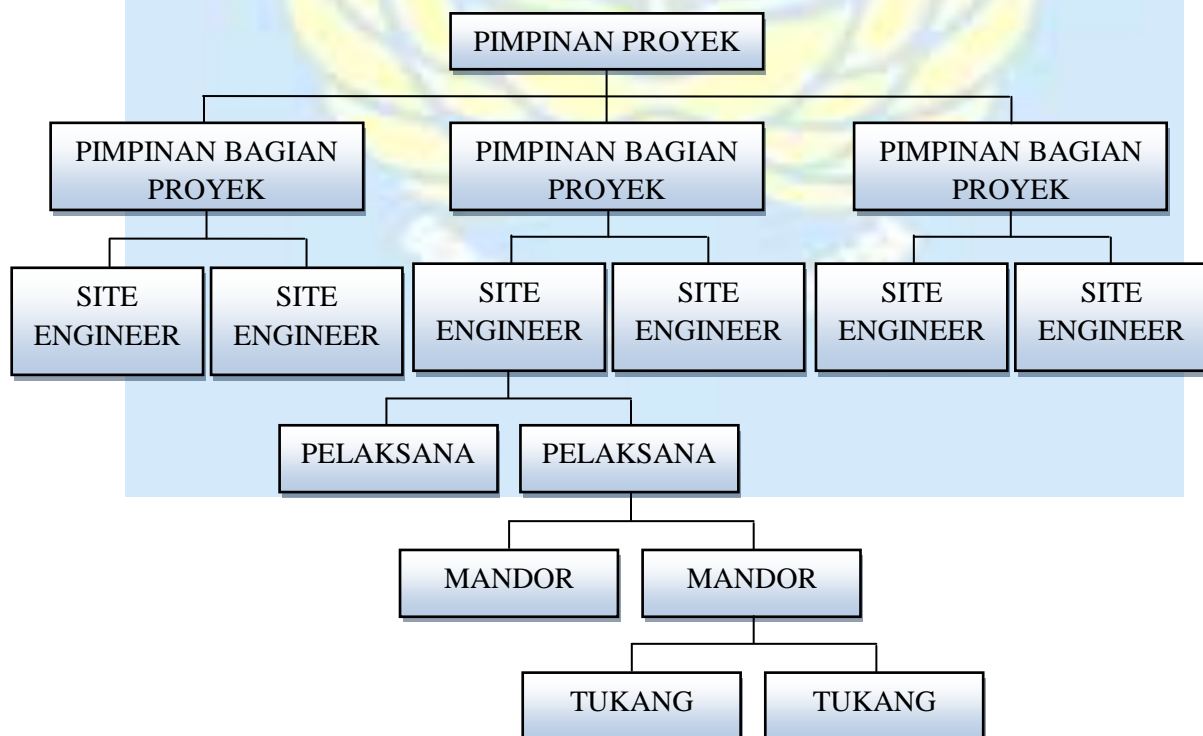 PIMPINAN PROYEK
PIMPINAN BAGIAN
PROYEK
PIMPINAN BAGIAN
PROYEK
PIMPINAN BAGIAN
PROYEK
SITE
ENGINEER
SITE
ENGINEER
SITE
ENGINEER
SITE
ENGINEER
SITE
ENGINEER
SITE
ENGINEER
PELAKSANA
PELAKSANA
MANDOR
MANDOR
TUKANG
TUKANG